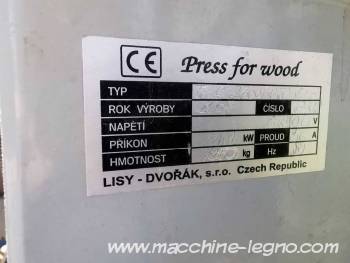 CE Press for wood
TYP
ROK VÝROBY ČÍSLO
NAPĚTÍ V
PŘÍKON kW PROUD A
HMOTNOST kg Hz
LISY - DVOŘÁK, s.r.o. Czech Republic
www.macchine-legno.com